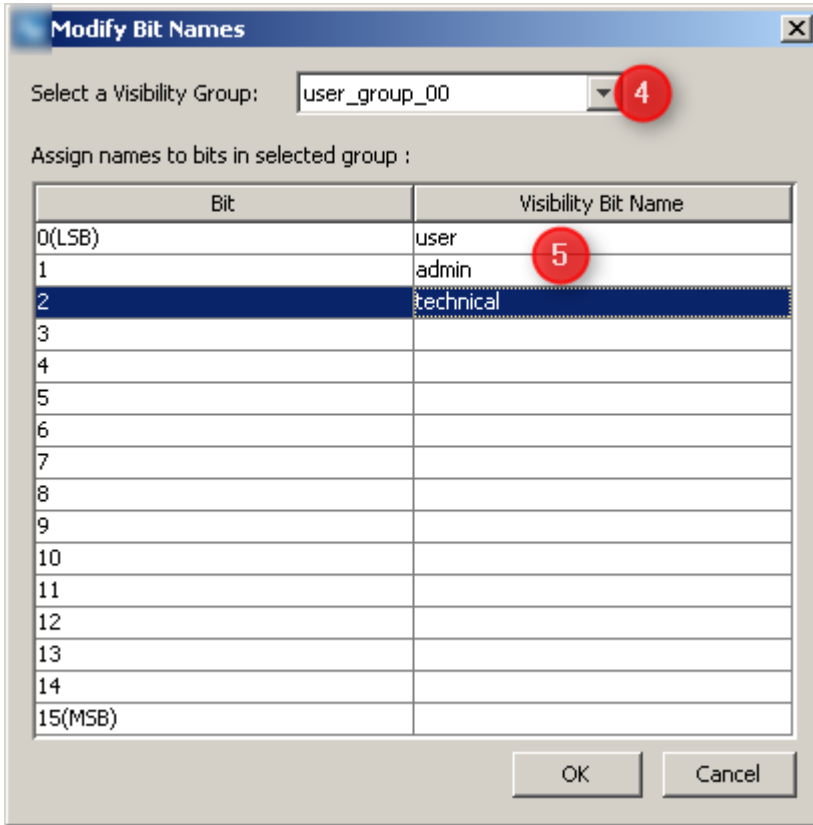 Modify Bit Names
Select a Visibility Group: user_group_00 4
Assign names to bits in selected group :
Bit Visibility Bit Name
0(LSB) user
5
1 admin
2 technical
3
4
5
6
7
8
9
10
11
12
13
14
15(MSB)
OK Cancel